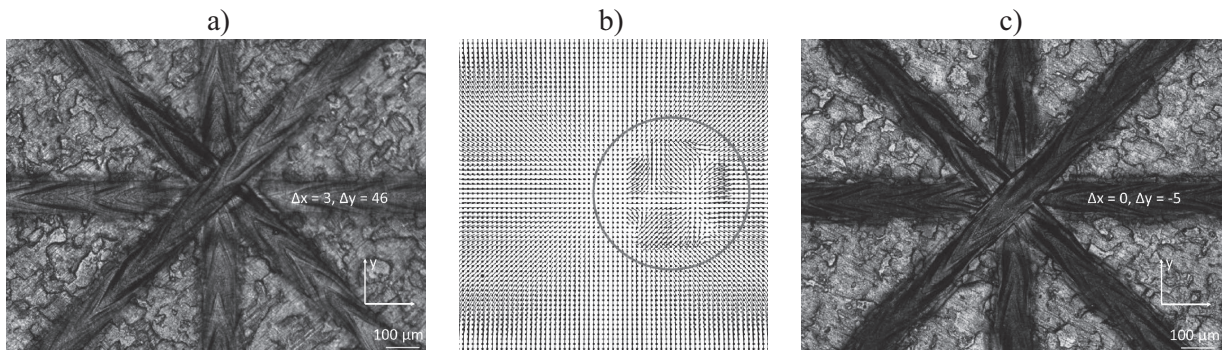 a)
b)
c)
Δx = 3, Δy = 46
Δx = 0, Δy = -5
y
y
100 µm
100 µm